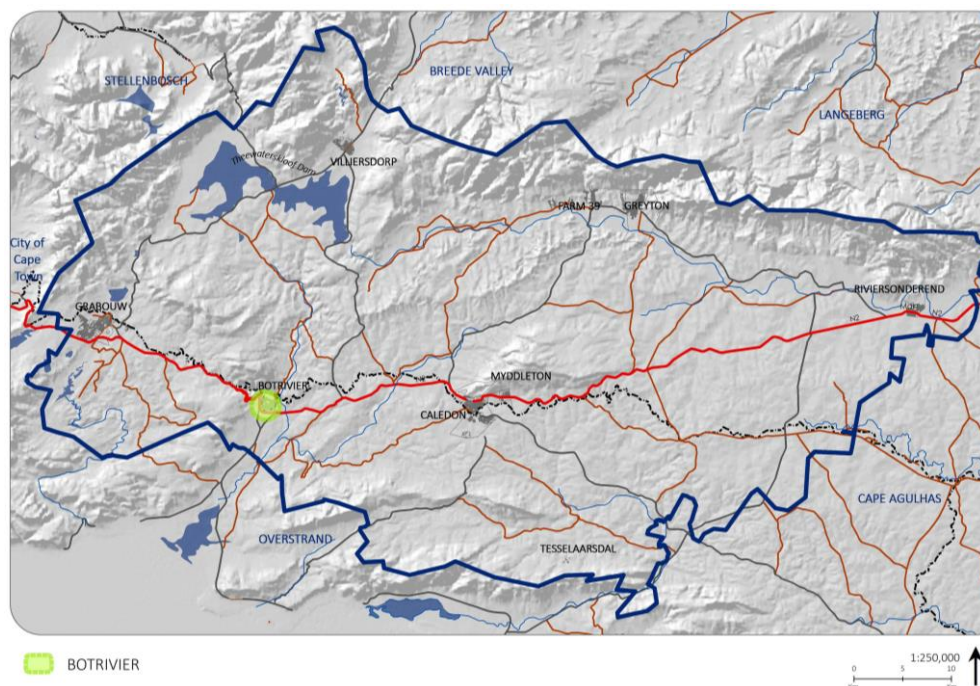 STELLENBOSCH
BREEDE VALLEY
LANGEBERG
Theewaterskloof Dam
VILLIERSDORP
FARM 39
GREYTON
City of
Cape
Town
GRABOUW
RIVIERSONDEREND
N2
N2
BOTRIVIER
MYDDLETON
CALEDON
CAPE AGULHAS
OVERSTRAND
TESSELAARSDAL
BOTRIVIER
1:250,000
0 5 10